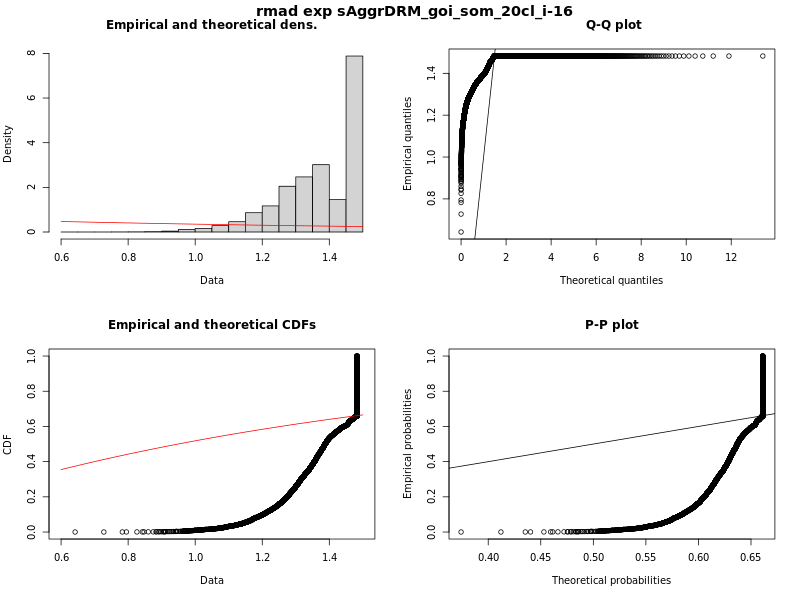 rmad exp sAggrDRM_goi_som_20cl_i-16
Empirical and theoretical dens.
Density
0 2 4 6 8
0.6 0.8 1.0 1.2 1.4
Data
Q-Q plot
Empirical quantiles
0.8 1.0 1.2 1.4
0 2 4 6 8 10 12
Theoretical quantiles
Empirical and theoretical CDFs
CDF
0.0 0.2 0.4 0.6 0.8 1.0
0.6 0.8 1.0 1.2 1.4
Data
P-P plot
Empirical probabilities
0.0 0.2 0.4 0.6 0.8 1.0
0.40 0.45 0.50 0.55 0.60 0.65
Theoretical probabilities